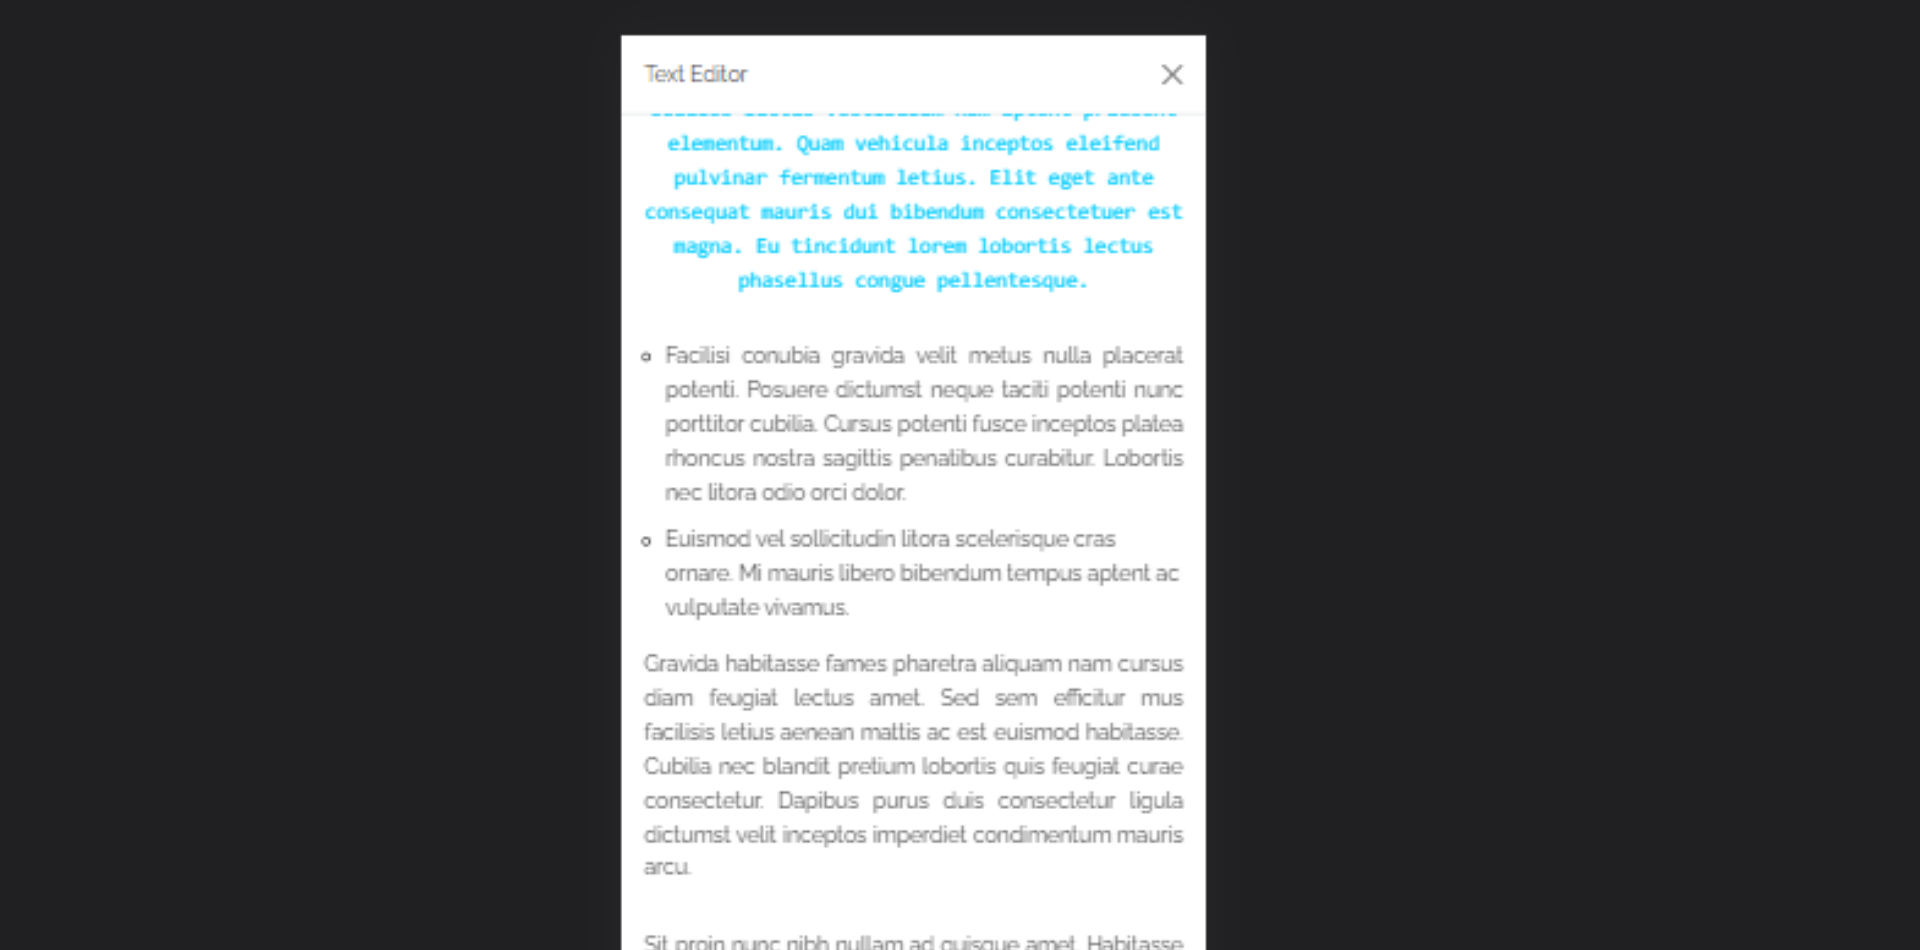 Text Editor
elementum. Quam vehicula inceptos eleifend
pulvinar fermentum letius. Elit eget ante
consequat mauris dui bibendum consectetuer est
magna. Eu tincidunt lorem lobortis lectus
phasellus congue pellentesque.
Facilisi conubia gravida velit metus nulla placerat
potenti. Posuere dictumst neque taciti potenti nunc
porttitor cubilia. Cursus potenti fusce inceptos platea
rhoncus nostra sagittis penatibus curabitur. Lobortis
nec litora odio orci dolor.
Euismod vel sollicitudin litora scelerisque cras
ornare. Mi mauris libero bibendum tempus aptent ac
vulputate vivamus.
Gravida habitasse fames pharetra aliquam nam cursus
diam feugiat lectus amet. Sed sem efficitur mus
facilisis letius aenean mattis ac est euismod habitasse.
Cubilia nec blandit pretium lobortis quis feugiat curae
consectetur. Dapibus purus duis consectetur ligula
dictumst velit inceptos imperdiet condimentum mauris
arcu.
Sit proin nunc nibh nullam ad quisque amet. Habitasse